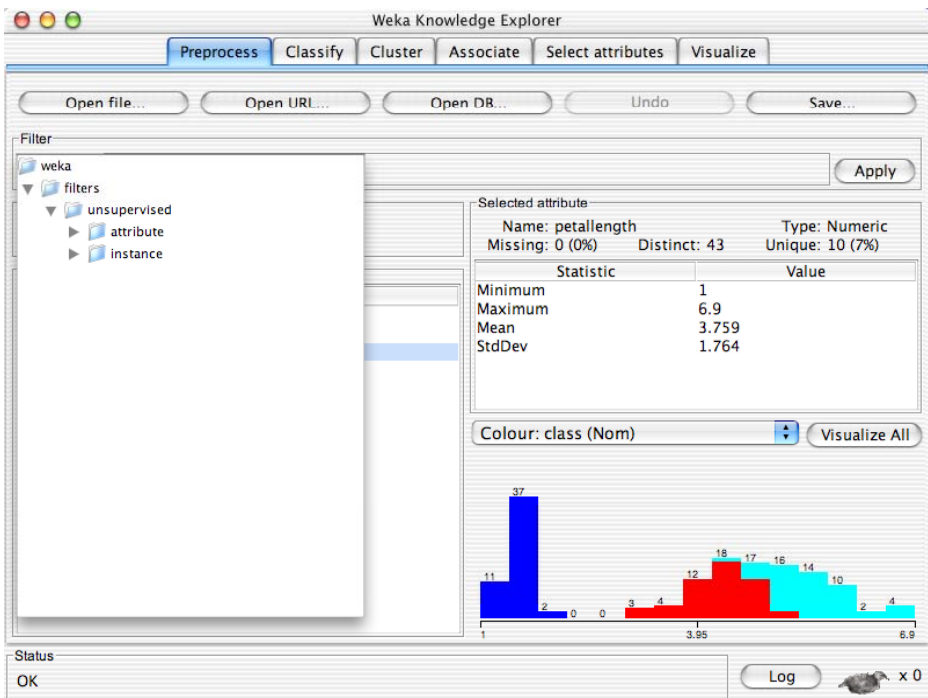 Weka Knowledge Explorer
Preprocess Classify Cluster Associate Select attributes Visualize
Open file... Open URL... Open DB... Undo Save...
Filter
weka
Apply
filters
unsupervised
attribute
instance
Selected attribute
Name: petallength Type: Numeric
Missing: 0 (0%) Distinct: 43 Unique: 10 (7%)
Statistic Value
Minimum 1
Maximum 6.9
Mean 3.759
StdDev 1.764
Colour: class (Nom) Visualize All
11 37 2 0 0 3 4 12 18 17 16 14 10 2 4
1 3.95 6.9
Status
OK Log x 0